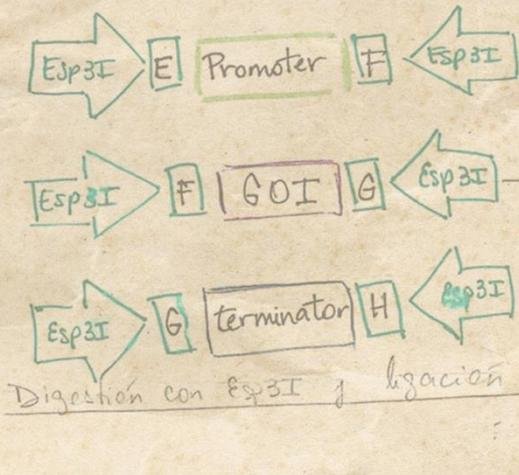 Esp3I E Promoter F Esp3I
Esp3I F GOI G Esp3I
Esp3I G terminator H Esp3I
Digestión con Esp3I y ligación
: